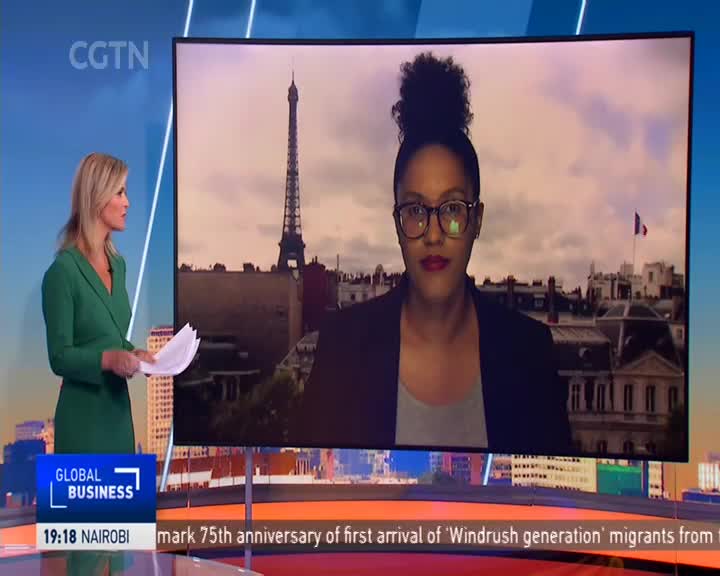 CGTN
GLOBAL
BUSINESS
19:18 NAIROBI
mark 75th anniversary of first arrival of 'Windrush generation' migrants from